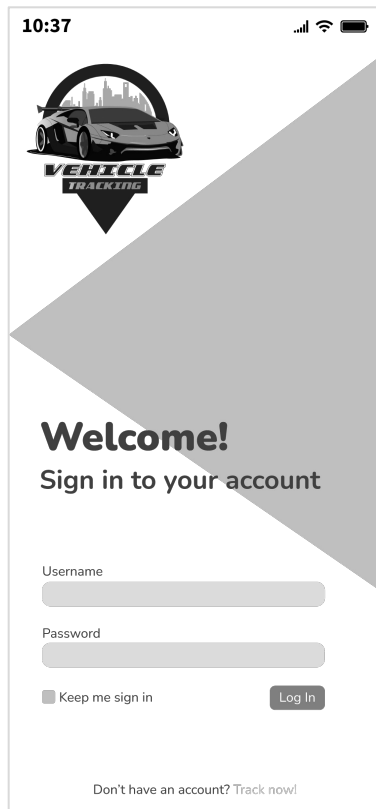 10:37
VEHICLE
TRACKING
Welcome!
Sign in to your account
Username
Password
Keep me sign in
Log In
Don't have an account? Track now!